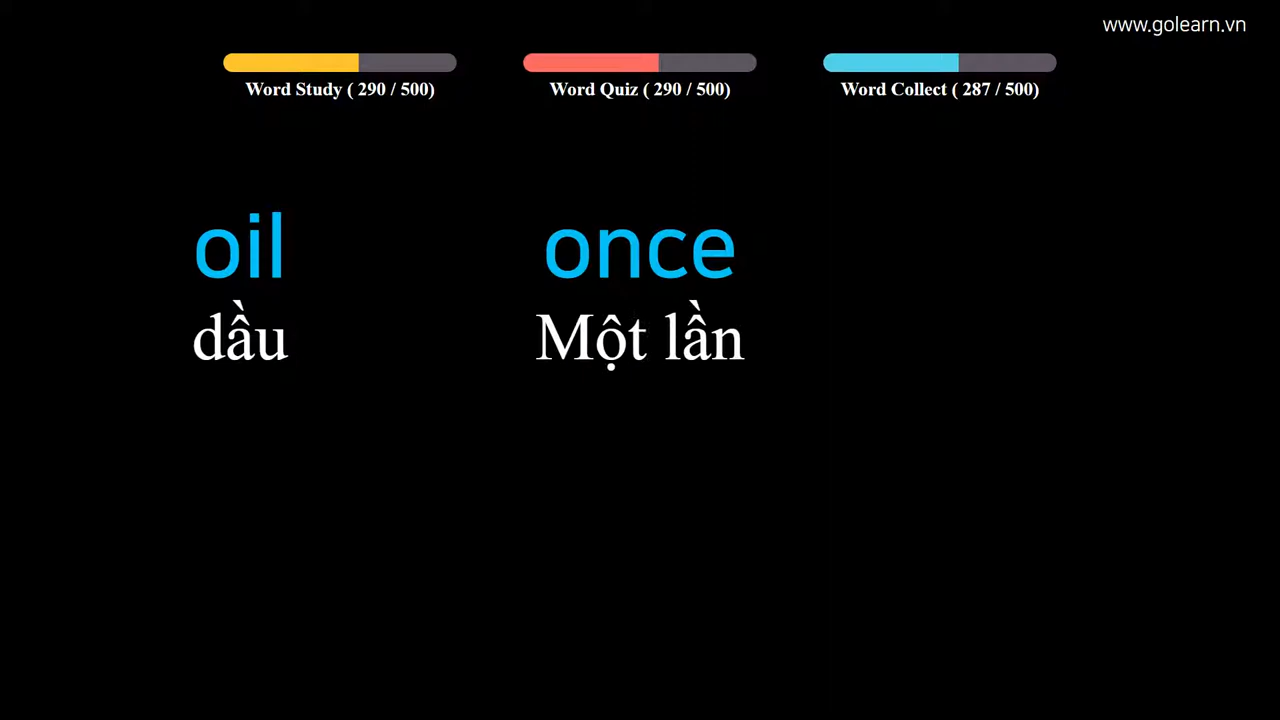 www.golearn.vn
Word Study ( 290 / 500)
Word Quiz ( 290 / 500)
Word Collect ( 287 / 500)
oil
once
dầu
Một lần